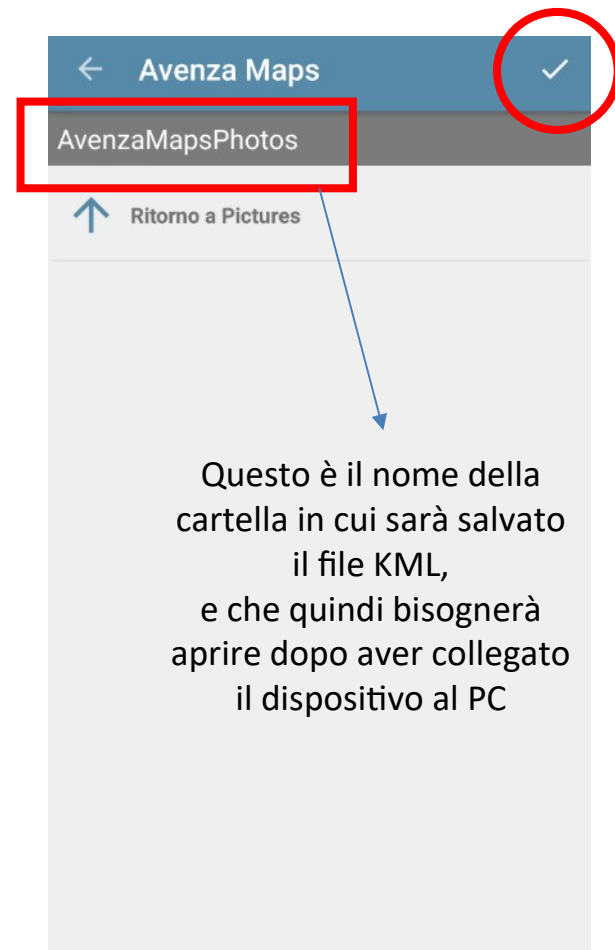 Avenza Maps
AvenzaMapsPhotos
Ritorno a Pictures
Questo è il nome della
cartella in cui sarà salvato
il file KML,
e che quindi bisognerà
aprire dopo aver collegato
il dispositivo al PC